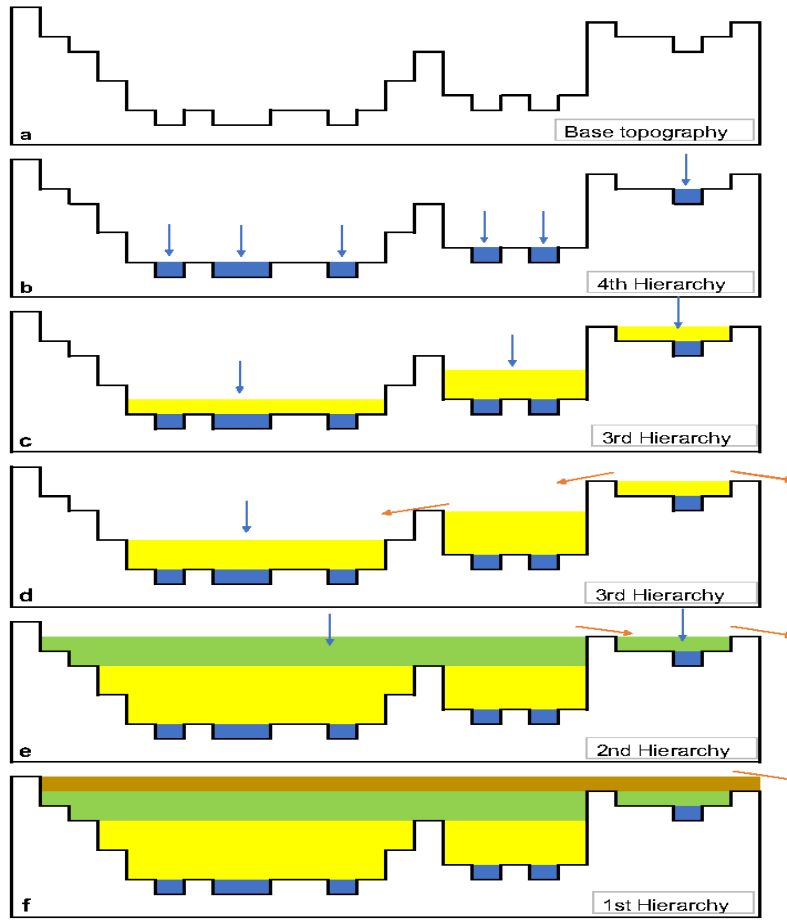 a
Base topography
b
4th Hierarchy
c
3rd Hierarchy
d
3rd Hierarchy
e
2nd Hierarchy
f
1st Hierarchy